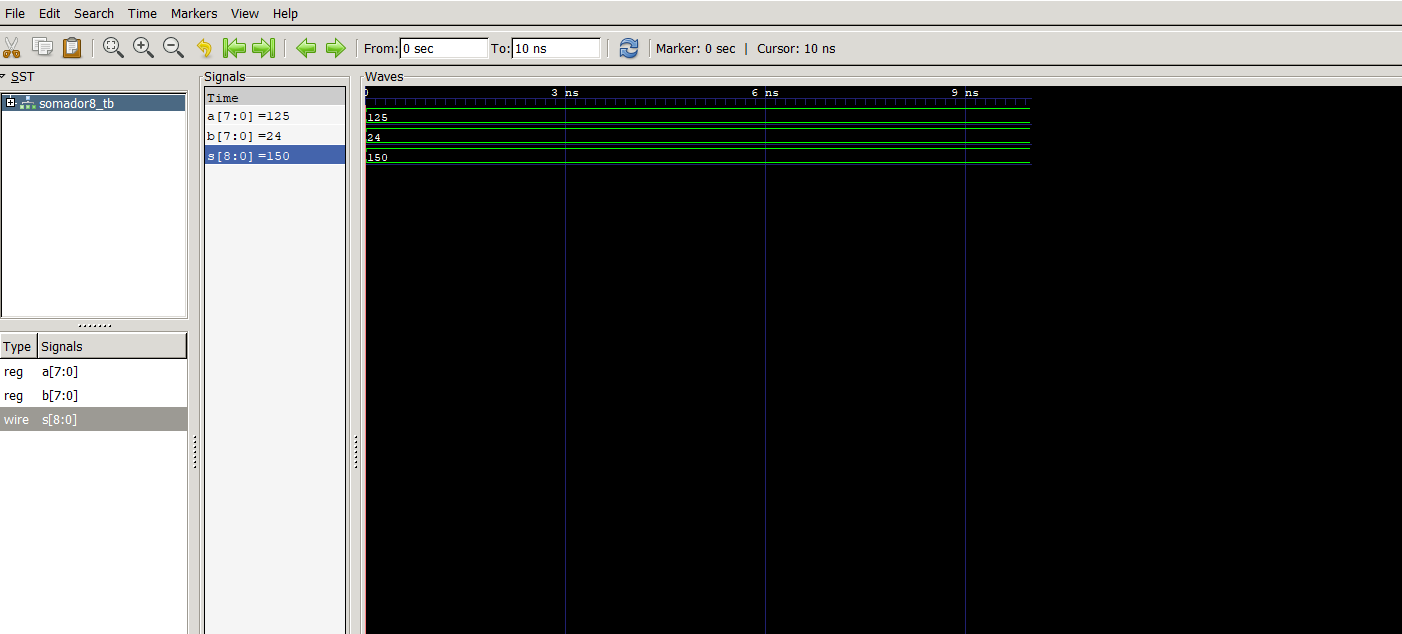 File Edit Search Time Markers View Help
From: 0 sec To: 10 ns Marker: 0 sec | Cursor: 10 ns
SST
somador8_tb
Type Signals
reg a[7:0]
reg b[7:0]
wire s[8:0]
Signals
Time
a[7:0] =125
b[7:0] =24
s[8:0] =150
Waves
0 3 ns 6 ns 9 ns
125
24
150